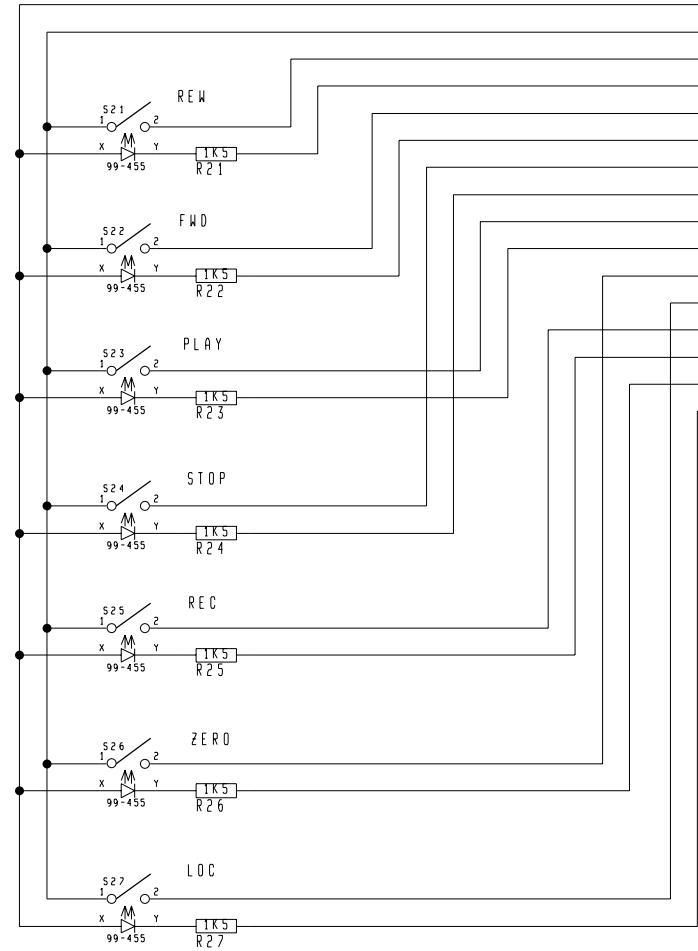 REW
S21
1 2
X Y 1K5
99-455 R21
FWD
S22
1 2
X Y 1K5
99-455 R22
PLAY
S23
1 2
X Y 1K5
99-455 R23
STOP
S24
1 2
X Y 1K5
99-455 R24
REC
S25
1 2
X Y 1K5
99-455 R25
ZERO
S26
1 2
X Y 1K5
99-455 R26
LOC
S27
1 2
X Y 1K5
99-455 R27